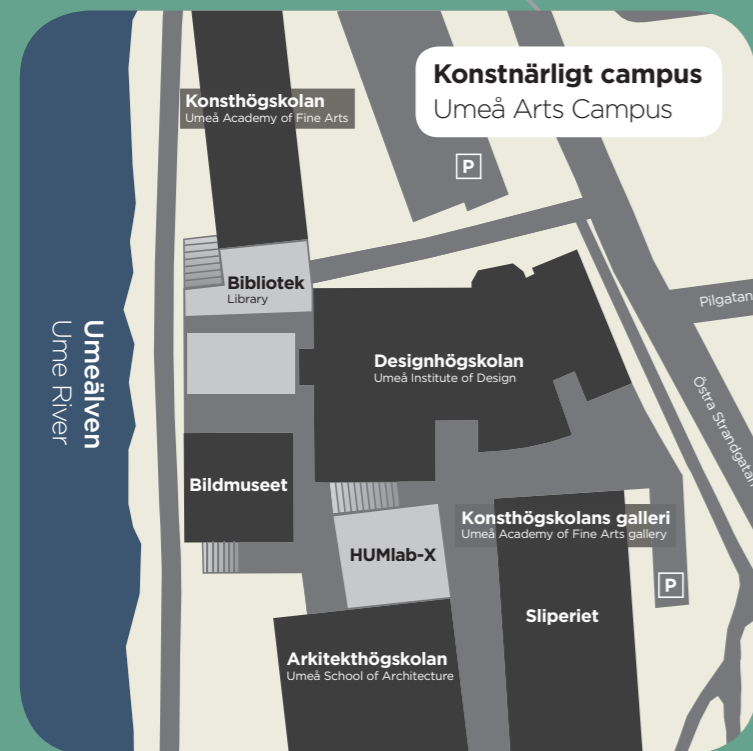 Konstnärligt campus
Umeå Arts Campus
Konsthögskolan
Umeå Academy of Fine Arts
P
Bibliotek
Library
Pilgatan
Umeälven
Ume River
Designhögskolan
Umeå Institute of Design
Östra Strandgatan
Bildmuseet
Konsthögskolans galleri
Umeå Academy of Fine Arts gallery
HUMlab-X
P
Sliperiet
Arkitekthögskolan
Umeå School of Architecture